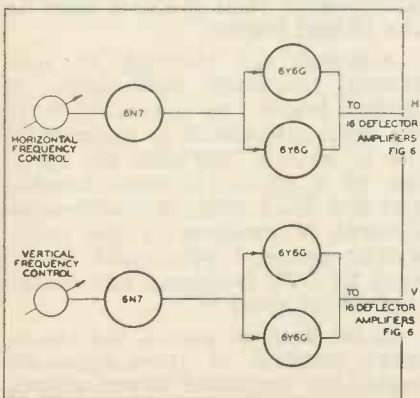 6Y6G
6N7
TO H
HORIZONTAL
FREQUENCY
CONTROL
6Y6G
16 DEFLECTOR
AMPLIFIERS
FIG 6
VERTICAL
FREQUENCY
CONTROL
6Y6G
6N7
TO V
16 DEFLECTOR
AMPLIFIERS
FIG 6
6Y6G